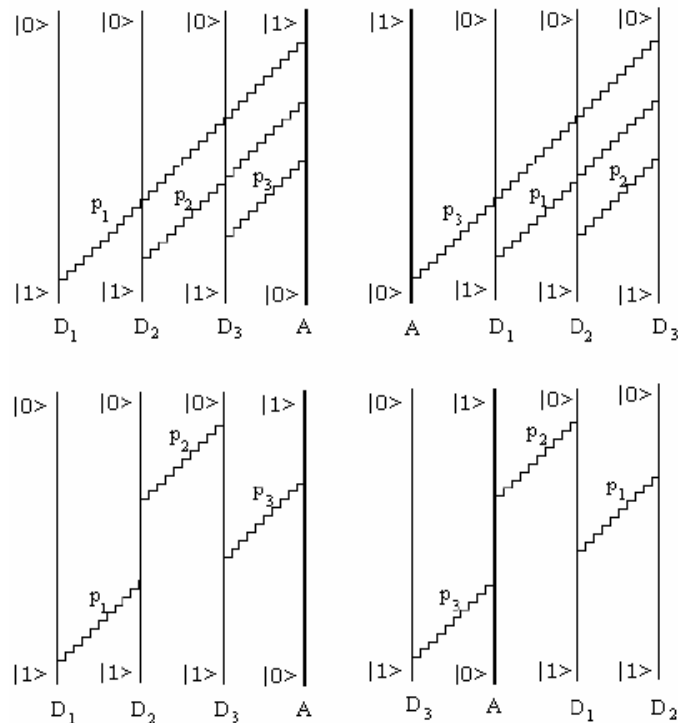 |0> |0> |0> |1>
p1 p2 p3
|1> |1> |1> |0>
D1 D2 D3 A
|1> |0> |0> |0>
p3 p1 p2
|0> |1> |1> |1>
A D1 D2 D3
|0> |0> |0> |1>
p2
p3
p1
|1> |1> |1> |0>
D1 D2 D3 A
|0> |1> |0> |0>
p2
p1
p3
|1> |0> |1> |1>
D3 A D1 D2